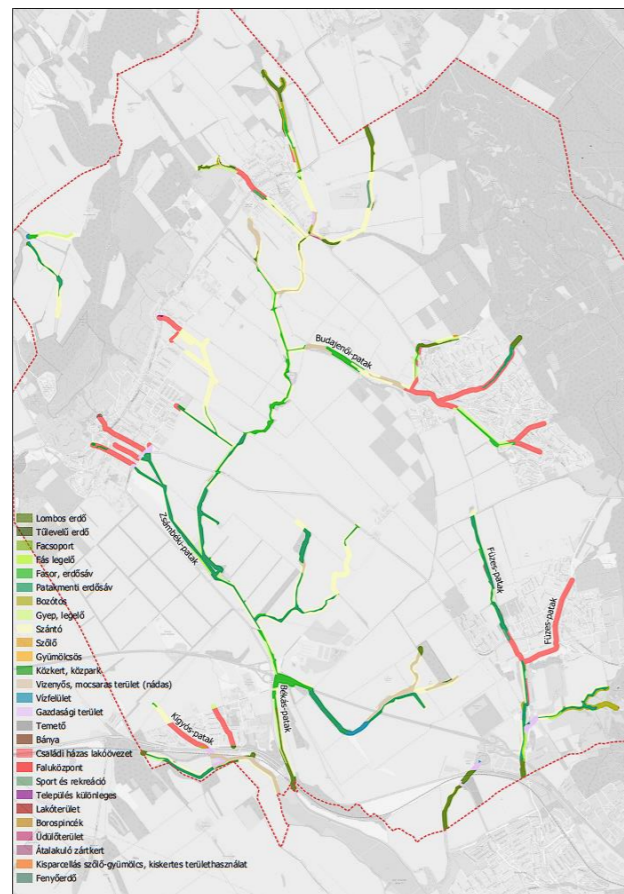 Budajenői-patak
Zsámbéki-patak
Füzes-patak
Füzes-patak
Békás-patak
Kígyós-patak
Lombos erdő
Tűlevelű erdő
Facsoport
Fás legelő
Fasor, erdősáv
Patakmenti erdősáv
Bozótos
Gyep, legelő
Szántó
Szőlő
Gyümölcsös
Közkert, közpark
Vizenyős, mocsaras terület (nádas)
Vízfelület
Gazdasági terület
Temető
Bánya
Családi házas lakóövezet
Faluközpont
Sport és rekreáció
Település különleges
Lakóterület
Borospincék
Üdülőterület
Átalakuló zártkert
Kisparcellás szőlő-gyümölcs, kiskertes területhasználat
Fenyőerdő